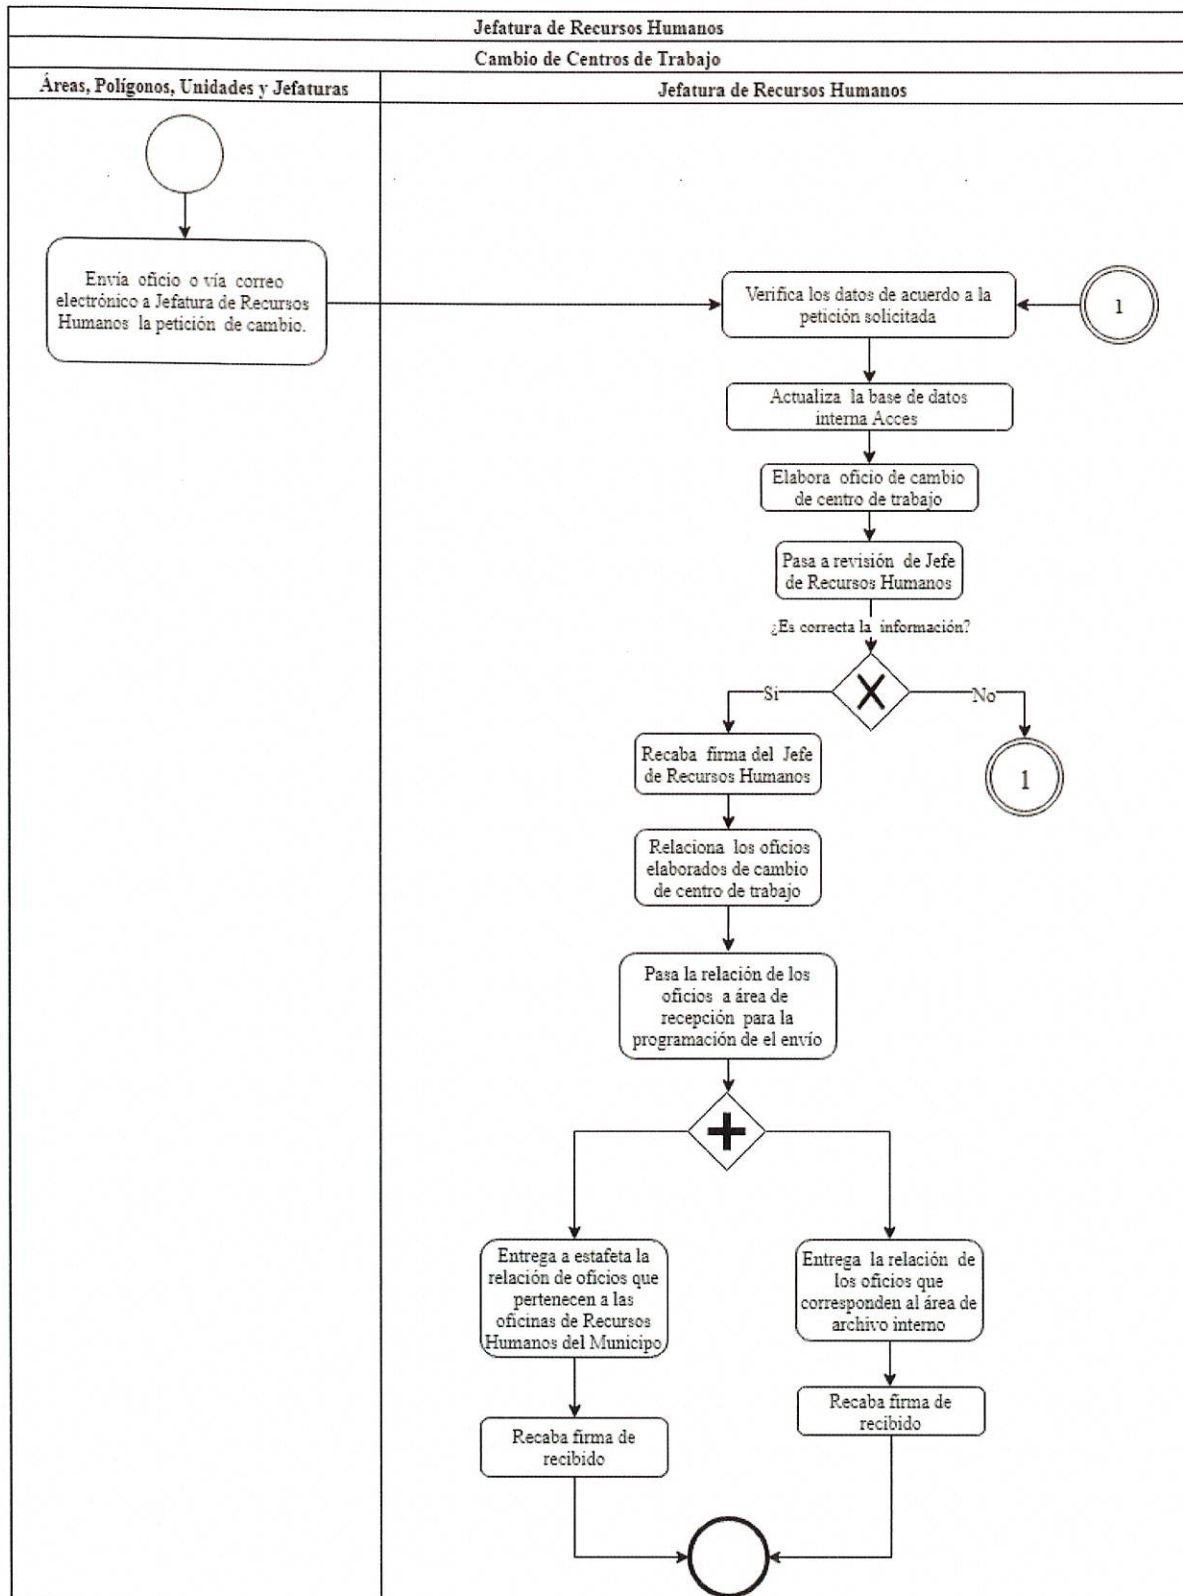 Jefatura de Recursos Humanos
Cambio de Centros de Trabajo
Áreas, Polígonos, Unidades y Jefaturas
Jefatura de Recursos Humanos
Envía oficio o vía correo
electrónico a Jefatura de Recursos
Humanos la petición de cambio.
Verifica los datos de acuerdo a la
petición solicitada
1
Actualiza la base de datos
interna Acces
Elabora oficio de cambio
de centro de trabajo
Pasa a revisión de Jefe
de Recursos Humanos
¿Es correcta la información?
Si
No
Recaba firma del Jefe
de Recursos Humanos
1
Relaciona los oficios
elaborados de cambio
de centro de trabajo
Pasa la relación de los
oficios a área de
recepción para la
programación de el envío
Entrega a estafeta la
relación de oficios que
pertenecen a las
oficinas de Recursos
Humanos del Municipo
Entrega la relación de
los oficios que
corresponden al área de
archivo interno
Recaba firma de
recibido
Recaba firma de
recibido